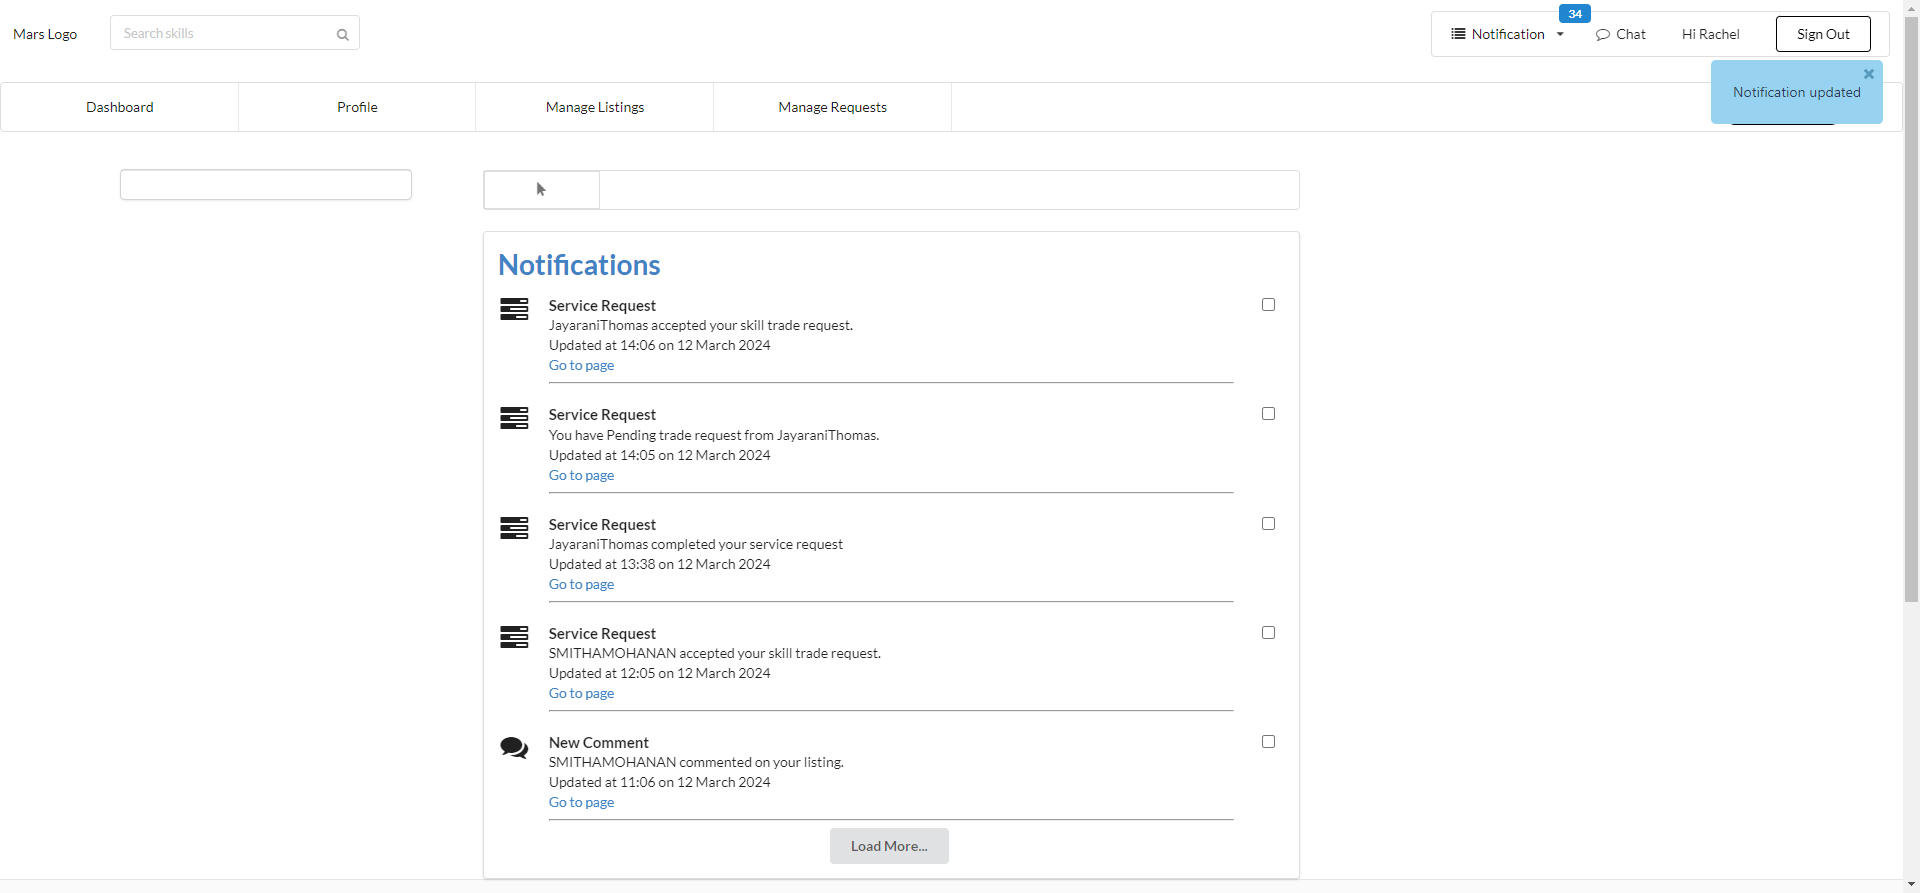 34
Mars Logo
Search skills
Notification
Chat
Hi Rachel
Sign Out
Notification updated
Dashboard
Profile
Manage Listings
Manage Requests
Notifications
Service Request
JayaraniThomas accepted your skill trade request.
Updated at 14:06 on 12 March 2024
Go to page
Service Request
You have Pending trade request from JayaraniThomas.
Updated at 14:05 on 12 March 2024
Go to page
Service Request
JayaraniThomas completed your service request
Updated at 13:38 on 12 March 2024
Go to page
Service Request
SMITHAMOHANAN accepted your skill trade request.
Updated at 12:05 on 12 March 2024
Go to page
New Comment
SMITHAMOHANAN commented on your listing.
Updated at 11:06 on 12 March 2024
Go to page
Load More...